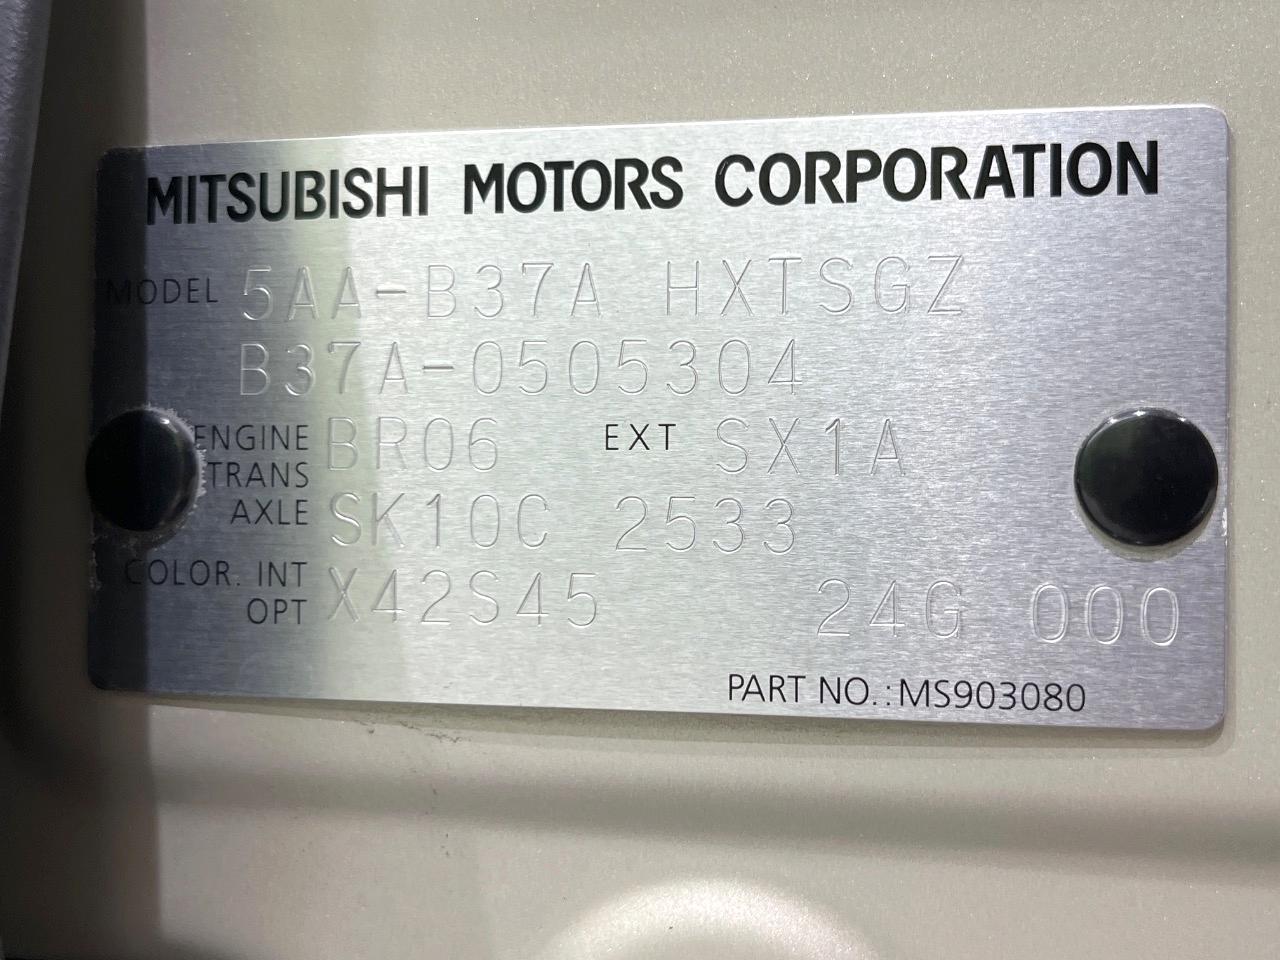 MITSUBISHI MOTORS CORPORATION
MODEL 5AA-B37A HXTSGZ
B37A-0505304
ENGINE BR06 EXT SX1A
TRANS
AXLE SK10C 2533
COLOR. INT X42S45 24G 000
OPT
PART NO.:MS903080